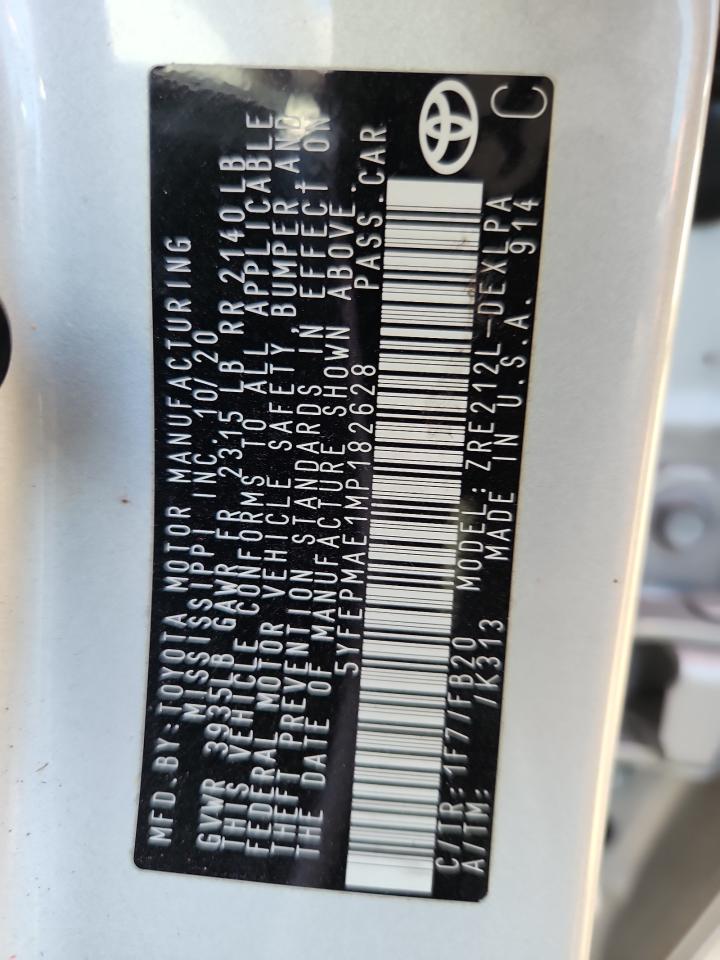 MFD.BY:TOYOTA MOTOR MANUFACTURING
MISSISSIPPI INC. 10/20
GVWR 3935LB GAWR FR 2315 LB RR 2140LB
THIS VEHICLE CONFORMS TO ALL APPLICABLE
FEDERAL MOTOR VEHICLE SAFETY, BUMPER, AND
THEFT PREVENTION STANDARDS IN EFFECT ON
THE DATE OF MANUFACTURE SHOWN ABOVE.
5YFEPMAE1MP182628 PASS.CAR
C/TR: 1F7/FB20 MODEL: ZRE212L-DEXLPA
A/TM: /K313 MADE IN U.S.A. 914
C